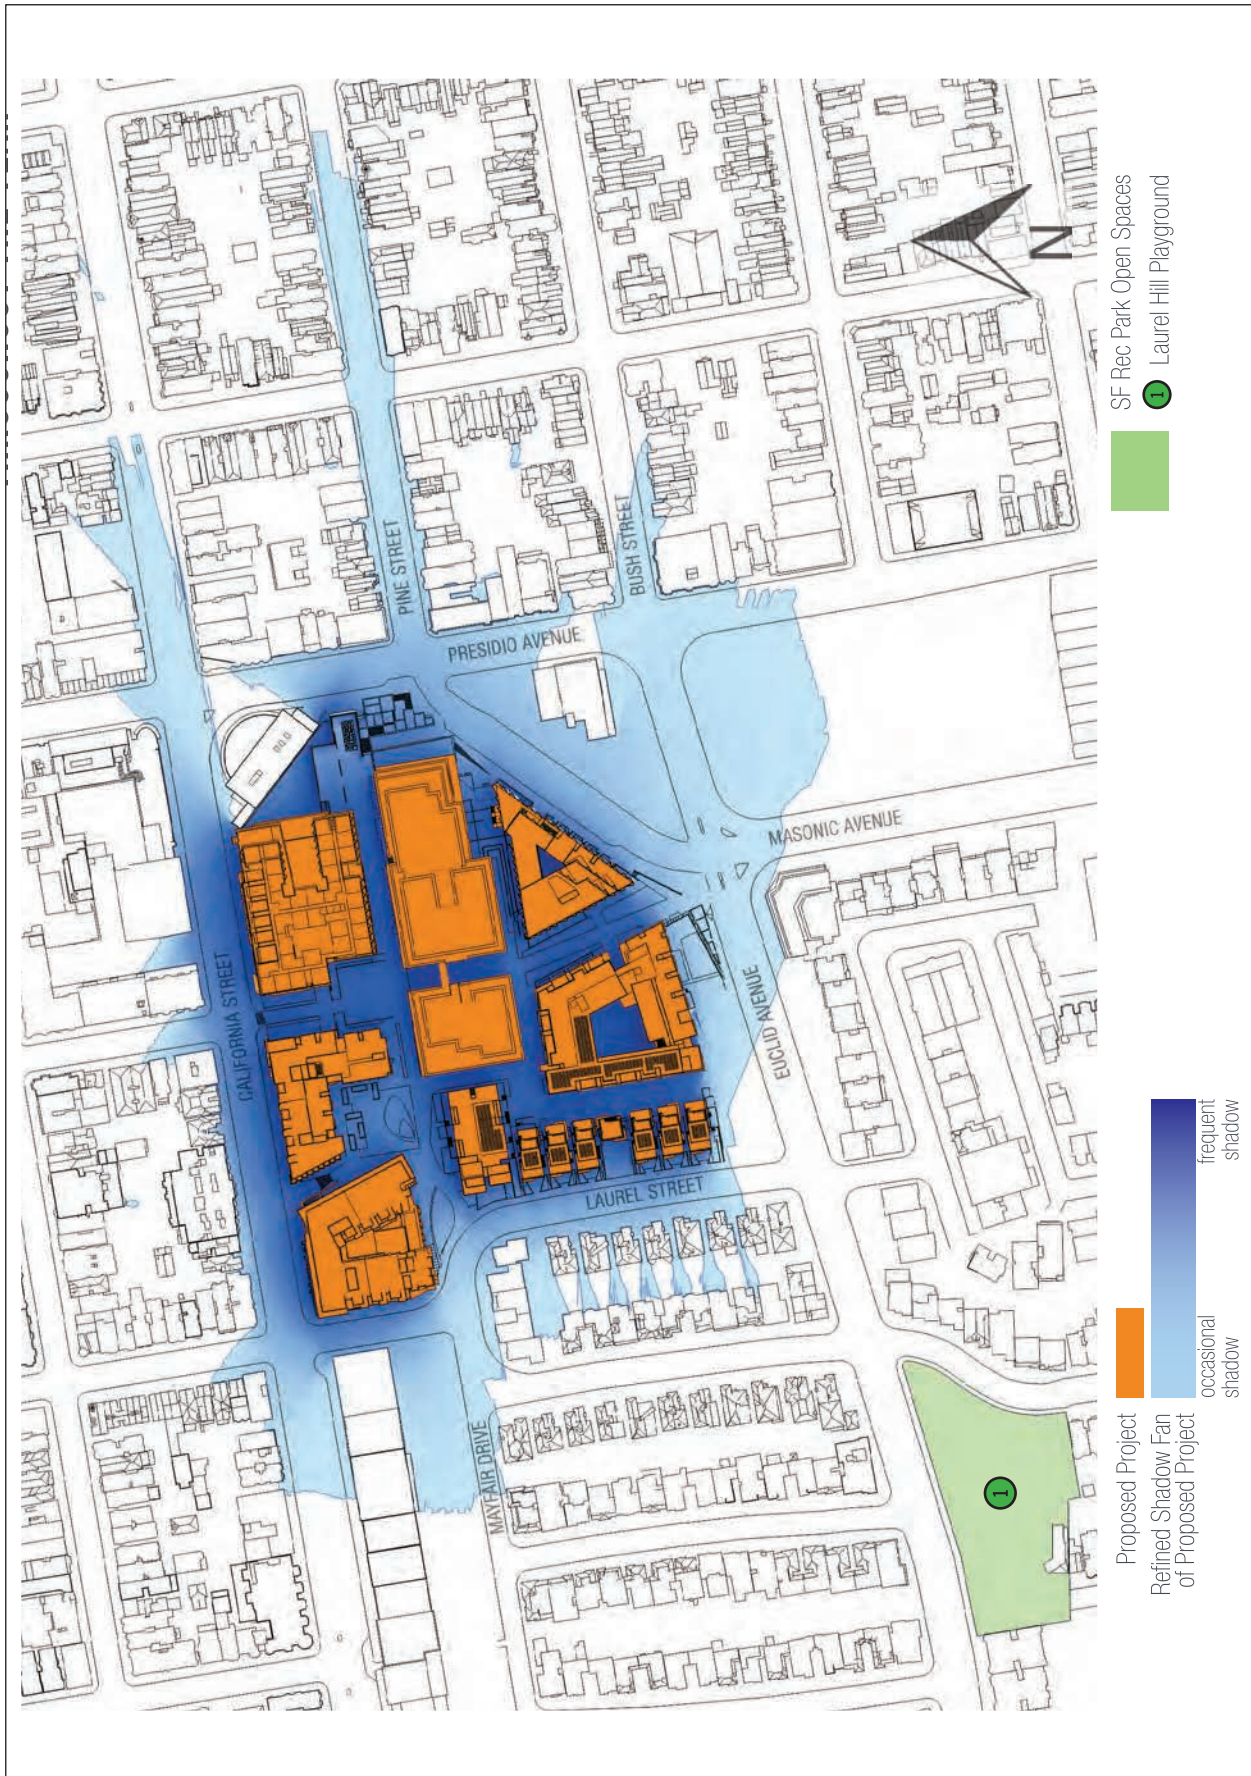 CALIFORNIA STREET
PINE STREET
BUSH STREET
PRESIDIO AVENUE
MASONIC AVENUE
EUCLID AVENUE
LAUREL STREET
MAYFAIR DRIVE
1
N
Proposed Project
Refined Shadow Fan
of Proposed Project
occasional
shadow
frequent
shadow
SF Rec Park Open Spaces
1 Laurel Hill Playground